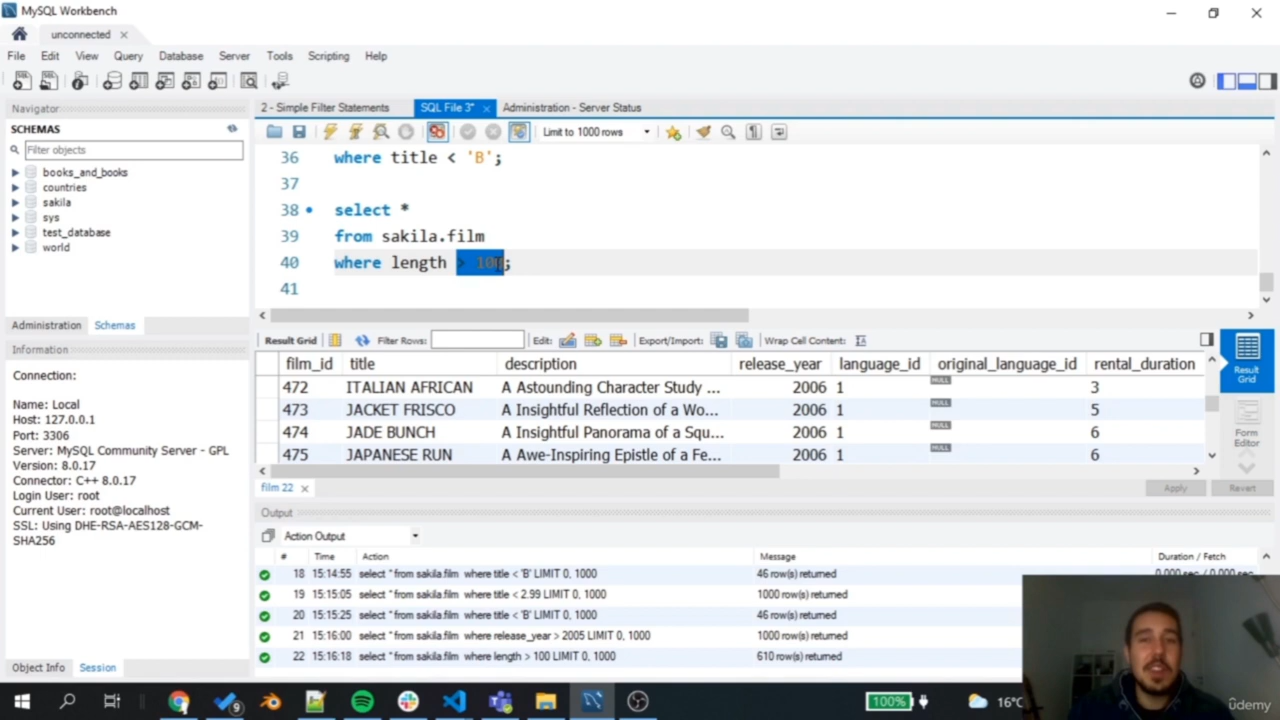 MySQL Workbench
unconnected
File Edit View Query Database Server Tools Scripting Help
Navigator
SCHEMAS
Filter objects
books_and_books
countries
sakila
sys
test_database
world
Administration Schemas
Information
Connection:
Name: Local
Host: 127.0.0.1
Port: 3306
Server: MySQL Community Server - GPL
Version: 8.0.17
Connector: C++ 8.0.17
Login User: root
Current User: root@localhost
SSL: Using DHE-RSA-AES128-GCM-
SHA256
Object Info Session
2 - Simple Filter Statements SQL File 3* Administration - Server Status
Limit to 1000 rows
36 where title < 'B';
37
38 select *
39 from sakila.film
40 where length > 100;
41
Result Grid Filter Rows: Edit: Export/Import: Wrap Cell Content:
film_id title description release_year language_id original_language_id rental_duration
472 ITALIAN AFRICAN A Astounding Character Study ... 2006 1 NULL 3
473 JACKET FRISCO A Insightful Reflection of a Wo... 2006 1 NULL 5
474 JADE BUNCH A Insightful Panorama of a Squ... 2006 1 NULL 6
475 JAPANESE RUN A Awe-Inspiring Epistle of a Fe... 2006 1 NULL 6
Result
Grid
Form
Editor
film 22 Apply Revert
Output
Action Output
# Time Action Message Duration / Fetch
18 15:14:55 select * from sakila.film where title < 'B' LIMIT 0, 1000 46 row(s) returned 0.000 sec / 0.000 sec
19 15:15:05 select * from sakila.film where title < 2.99 LIMIT 0, 1000 1000 row(s) returned
20 15:15:25 select * from sakila.film where title < 'B' LIMIT 0, 1000 46 row(s) returned
21 15:16:00 select * from sakila.film where release_year > 2005 LIMIT 0, 1000 1000 row(s) returned
22 15:16:18 select * from sakila.film where length > 100 LIMIT 0, 1000 610 row(s) returned
9
100%
16°C
udemy